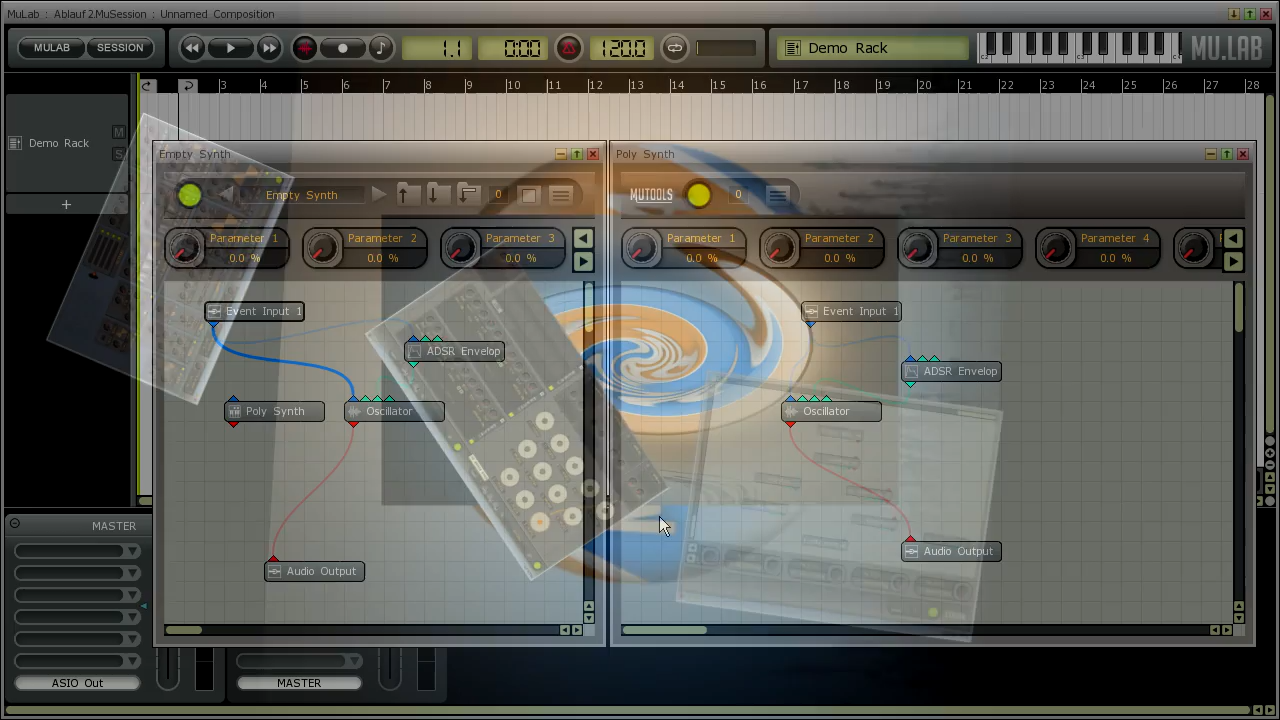 MuLab : Ablauf 2.MuSession : Unnamed Composition
MULAB SESSION 1.1 0:00 120.0 Demo Rack MU.LAB
C2 C3 C4
3 4 5 6 7 8 9 10 11 12 13 14 15 16 17 18 19 20 21 22 23 24 25 26 27 28
Demo Rack M
S
+
Empty Synth
Empty Synth 0
Parameter 1 Parameter 2 Parameter 3
0.0 % 0.0 % 0.0 %
Event Input 1
ADSR Envelop
Poly Synth Oscillator
Audio Output
Poly Synth
MUTOOLS 0
Parameter 1 Parameter 2 Parameter 3 Parameter 4
0.0 % 0.0 % 0.0 % 0.0 %
Event Input 1
ADSR Envelop
Oscillator
Audio Output
MASTER
ASIO Out MASTER